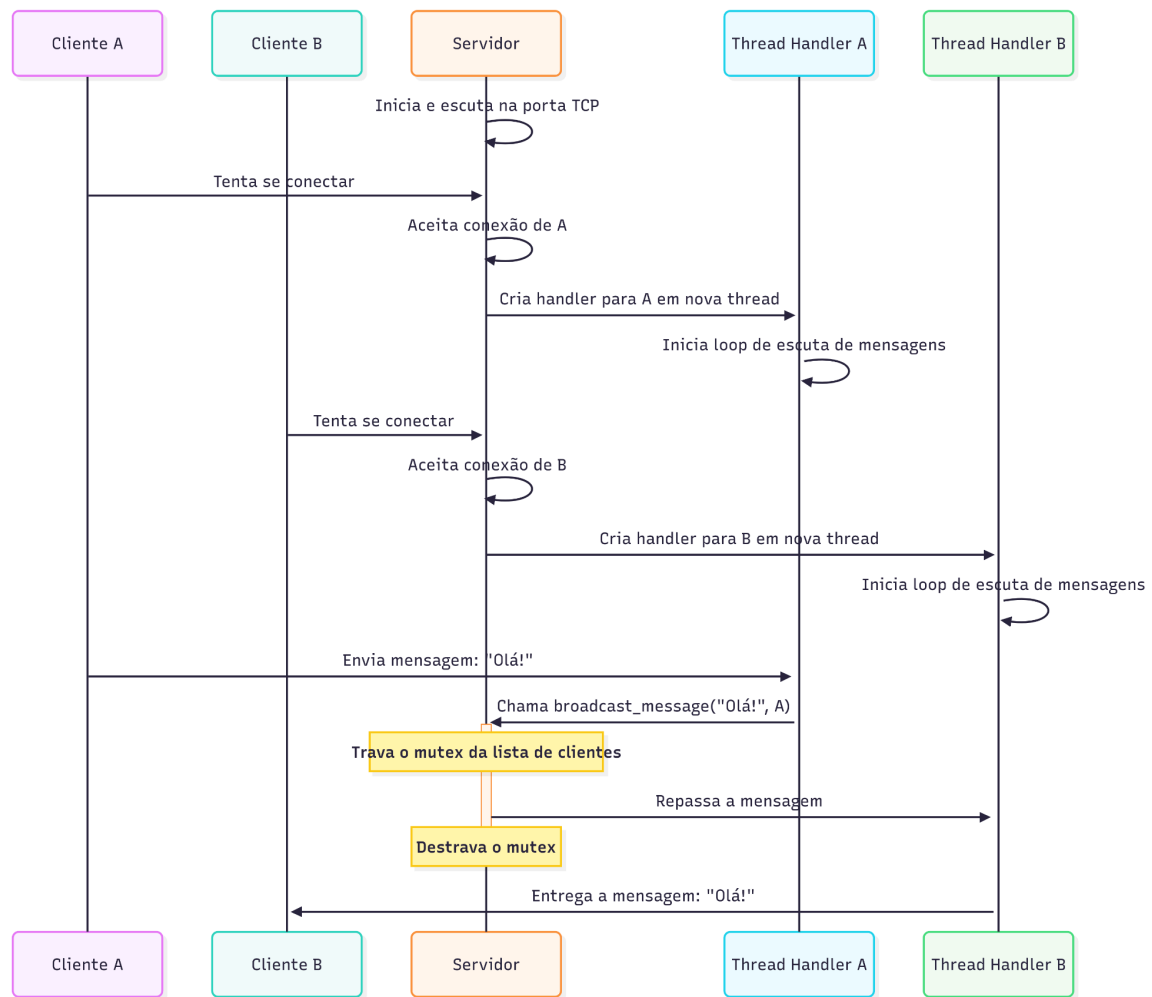 Cliente A
Cliente B
Servidor
Thread Handler A
Thread Handler B
Inicia e escuta na porta TCP
Tenta se conectar
Aceita conexão de A
Cria handler para A em nova thread
Inicia loop de escuta de mensagens
Tenta se conectar
Aceita conexão de B
Cria handler para B em nova thread
Inicia loop de escuta de mensagens
Envia mensagem: "Olá!"
Chama broadcast_message("Olá!", A)
Trava o mutex da lista de clientes
Repassa a mensagem
Destrava o mutex
Entrega a mensagem: "Olá!"
Cliente A
Cliente B
Servidor
Thread Handler A
Thread Handler B